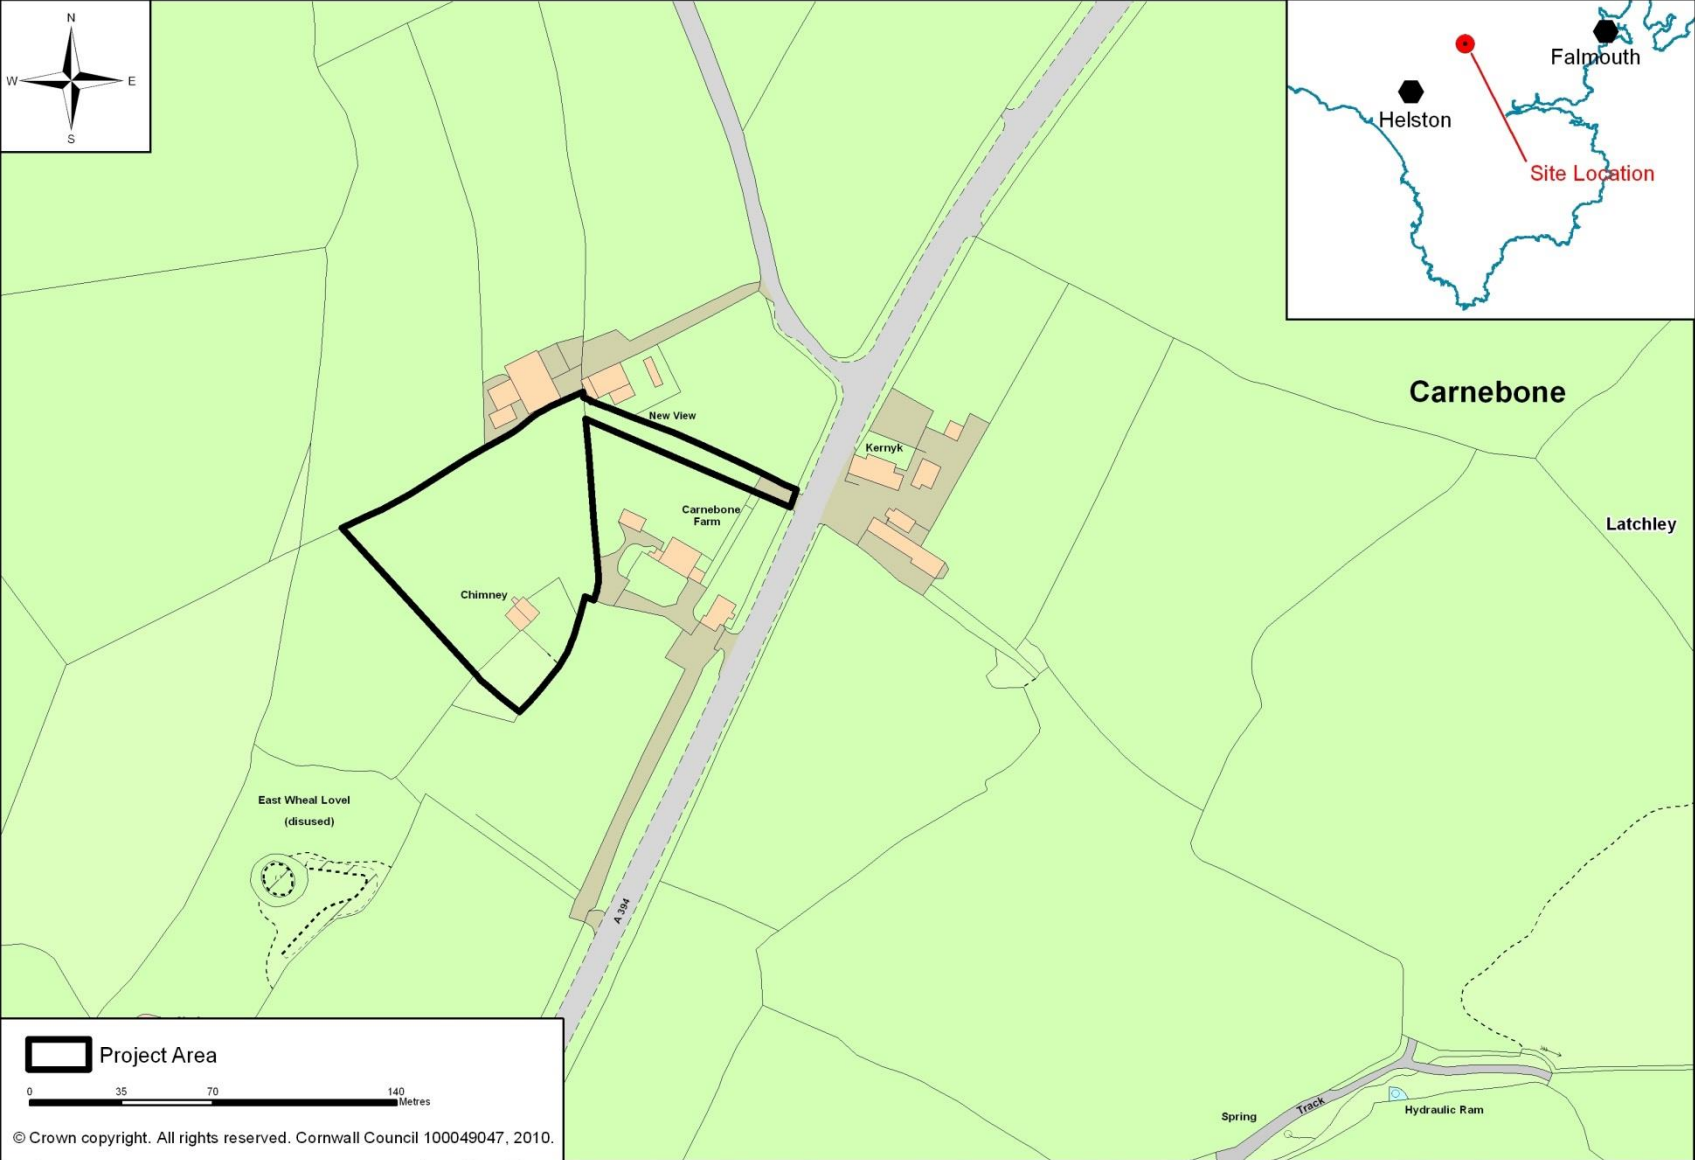 N
W E
S
Falmouth
Helston
Site Location
Carnebone
New View
Kernyk
Carnebone
Farm
Latchley
Chimney
East Wheal Lovel
(disused)
A 394
Project Area
0 35 70 140
Metres
© Crown copyright. All rights reserved. Cornwall Council 100049047, 2010.
Spring
Track
Hydraulic Ram